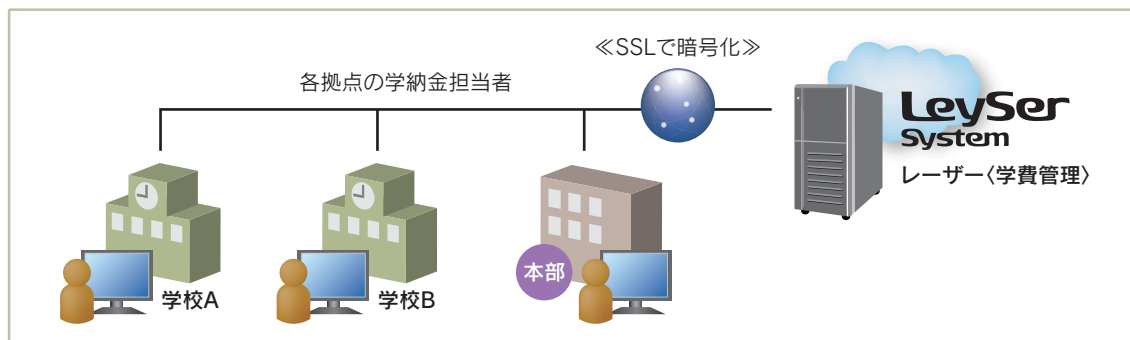 ≪SSLで暗号化≫
各拠点の学納金担当者
LeySer
System
レーザー〈学費管理〉
学校A
学校B
本部